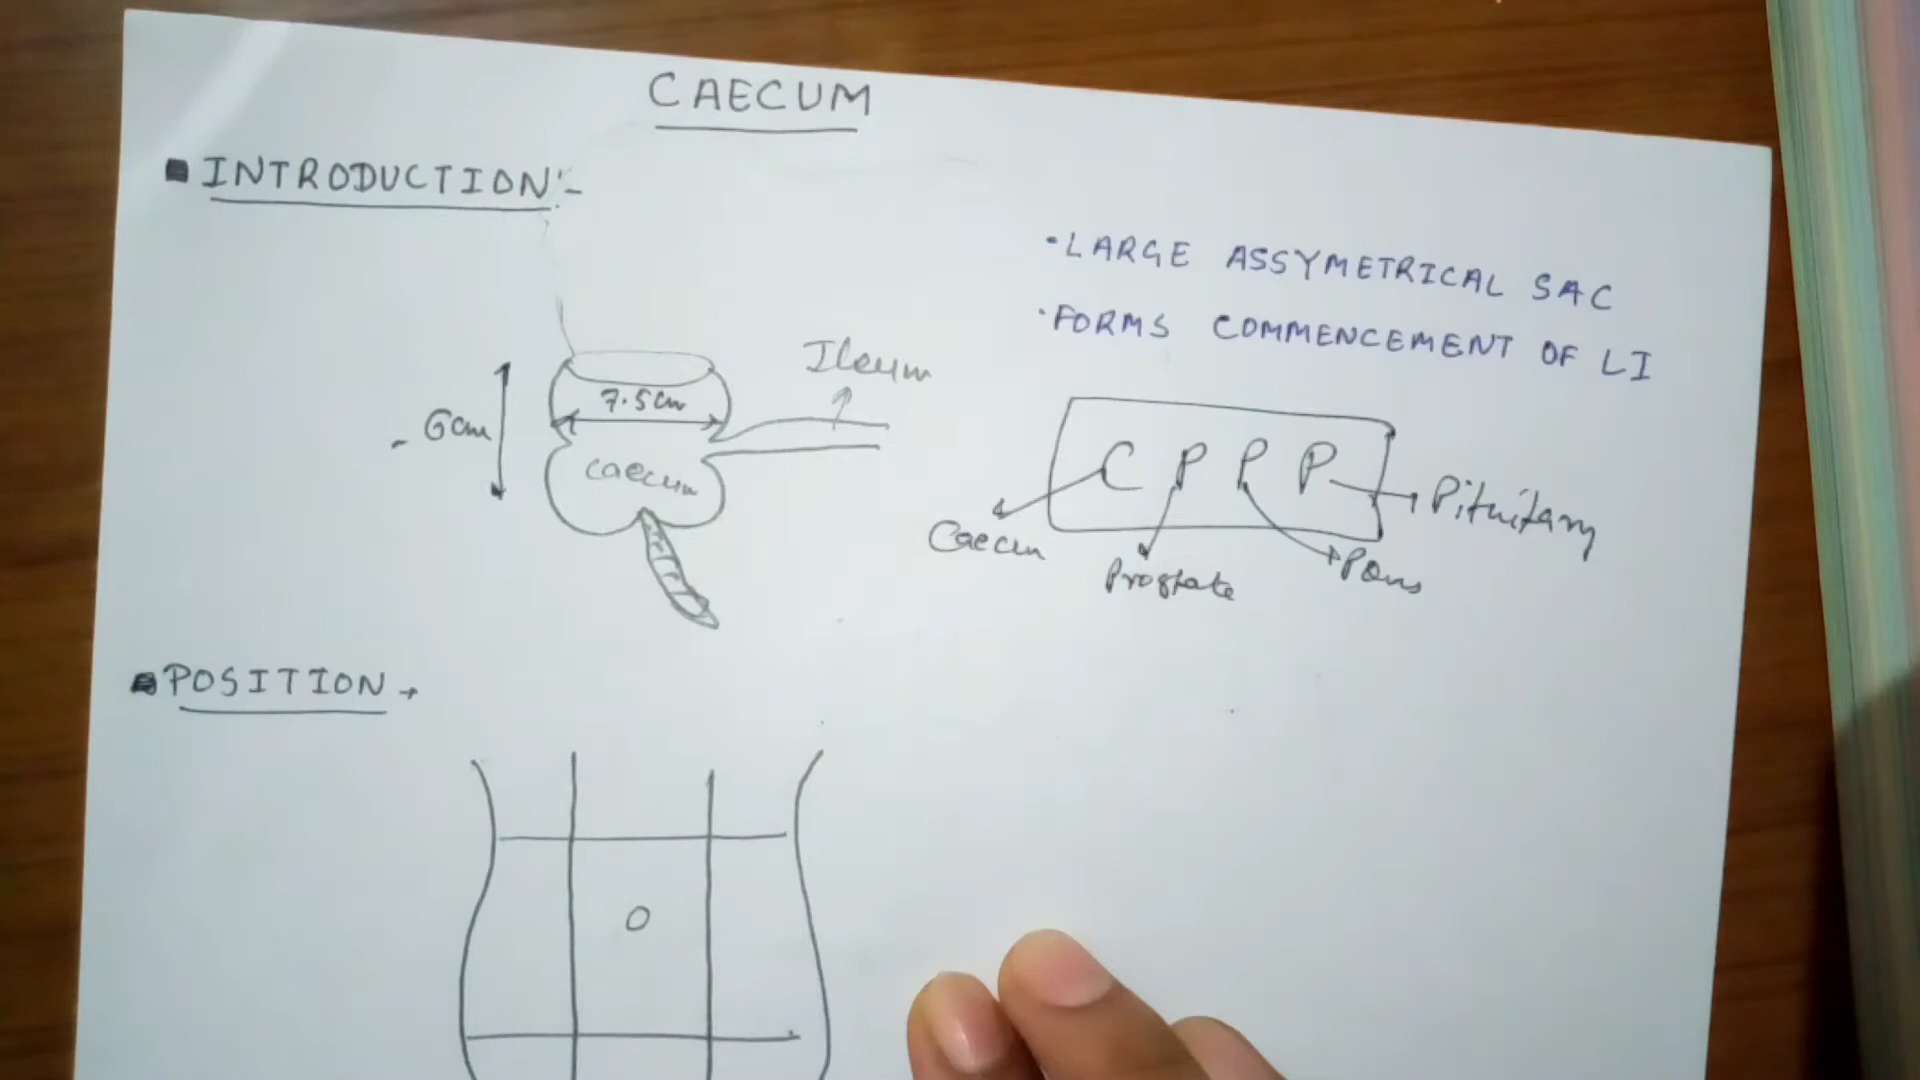 CAECUM
INTRODUCTION:-
• LARGE ASSYMETRICAL SAC
• FORMS COMMENCEMENT OF LI
Ileum
7.5cm
- 6cm
caecum
C P P P
Pituitary
Caecum
Prostate
Pons
POSITION →